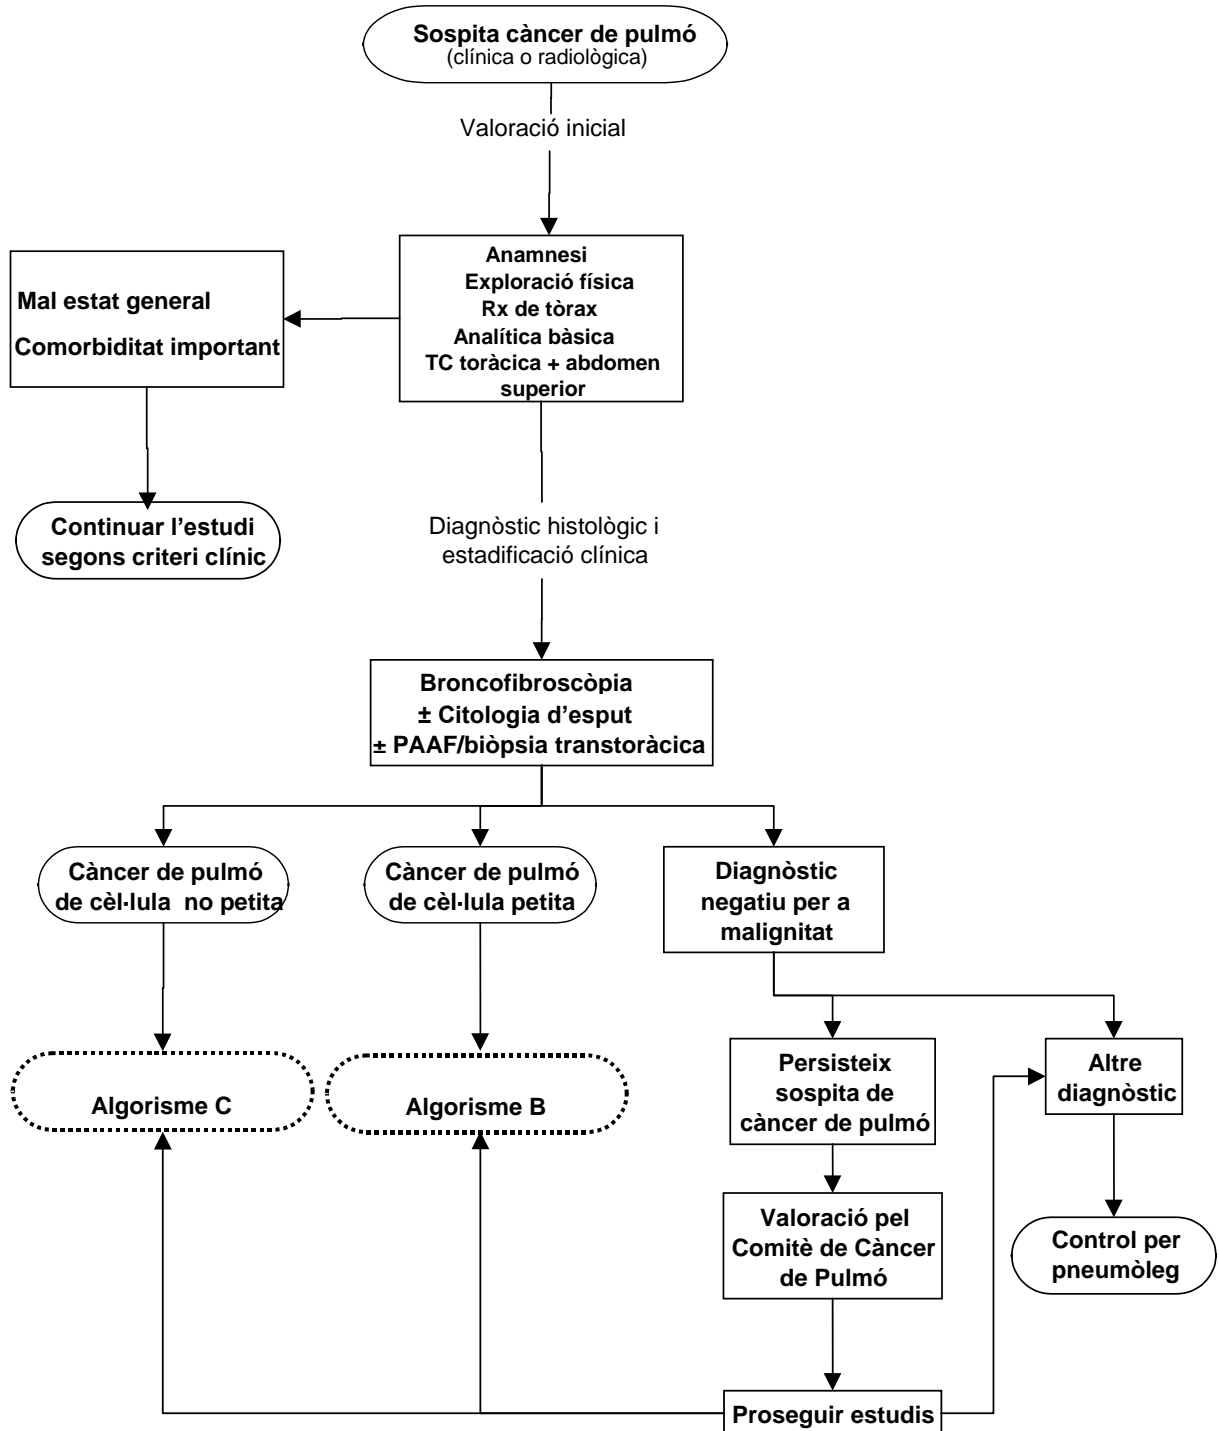 Sospita càncer de pulmó
(clínica o radiològica)
Valoració inicial
Anamnesi
Exploració física
Rx de tòrax
Analítica bàsica
TC toràcica + abdomen
superior
Mal estat general
Comorbiditat important
Continuar l'estudi
segons criteri clínic
Diagnòstic histològic i
estadificació clínica
Broncofibroscòpia
± Citologia d'esput
± PAAF/biòpsia transtoràcica
Càncer de pulmó
de cèl·lula no petita
Càncer de pulmó
de cèl·lula petita
Diagnòstic
negatiu per a
malignitat
Algorisme C
Algorisme B
Persisteix
sospita de
càncer de pulmó
Altre
diagnòstic
Valoració pel
Comitè de Càncer
de Pulmó
Control per
pneumòleg
Proseguir estudis